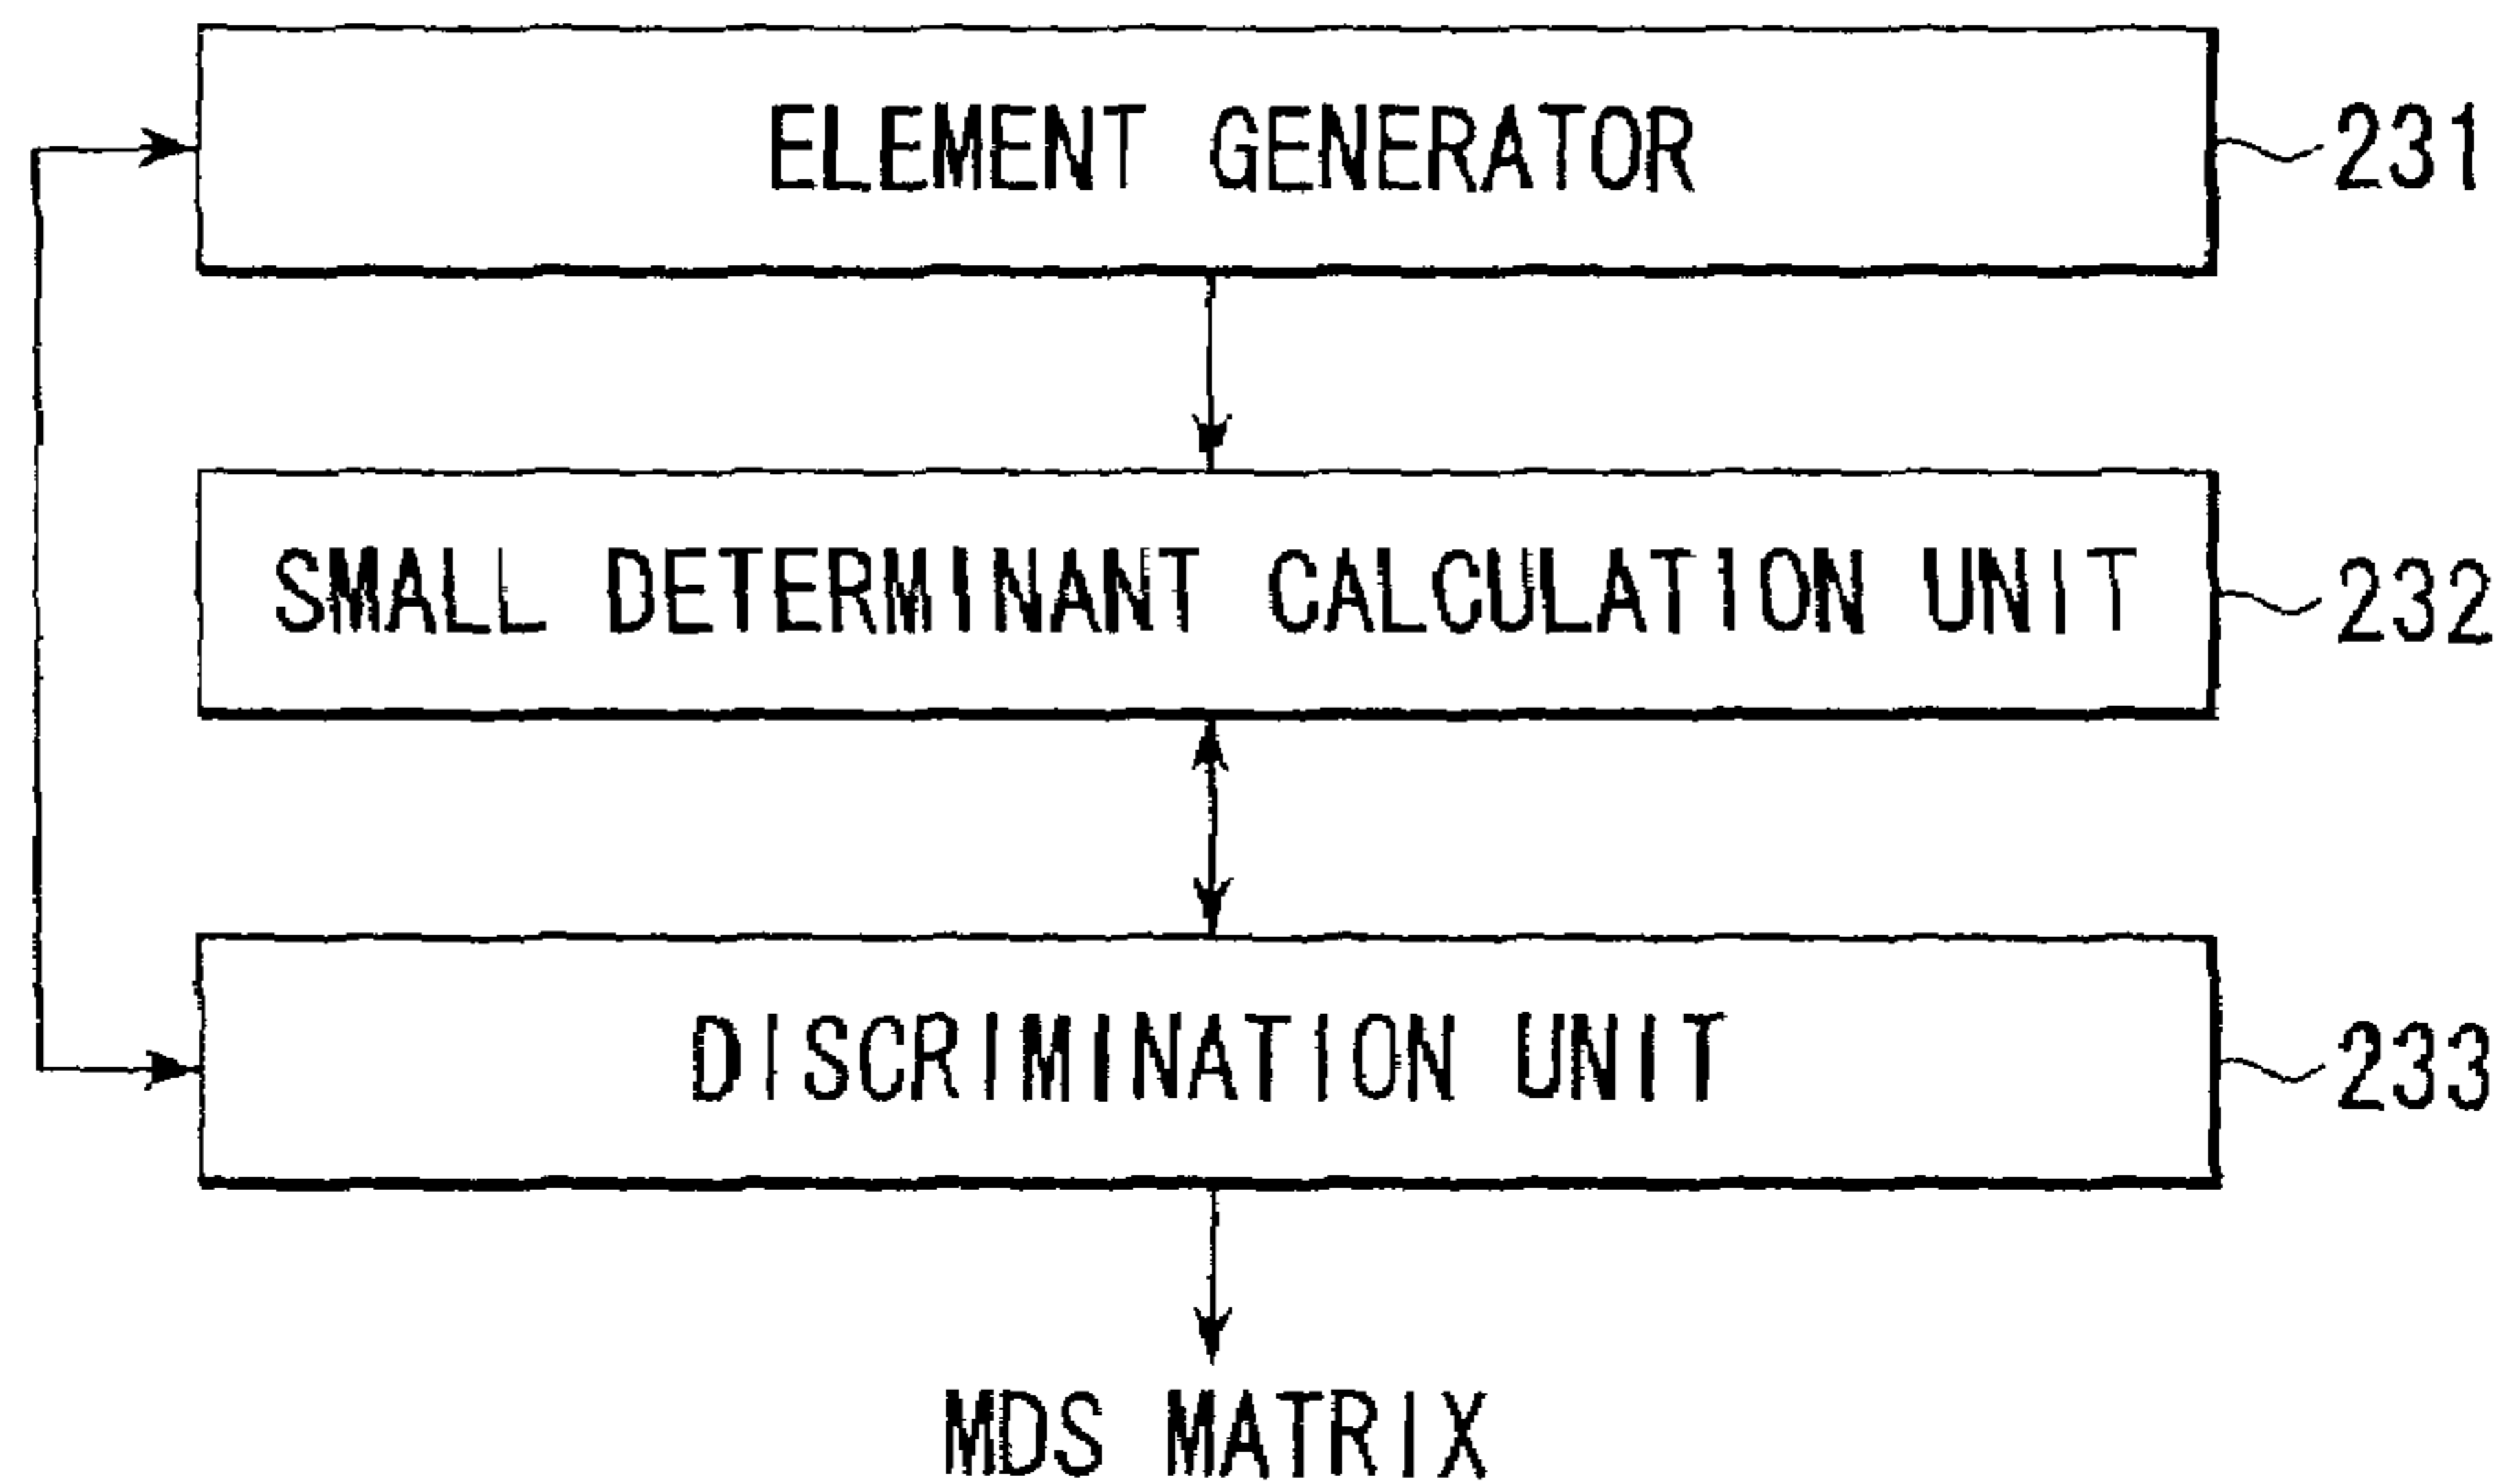 ELEMENT GENERATOR
231
SMALL DETERMINANT CALCULATION UNIT
232
DISCRIMINATION UNIT
233
MDS MATRIX